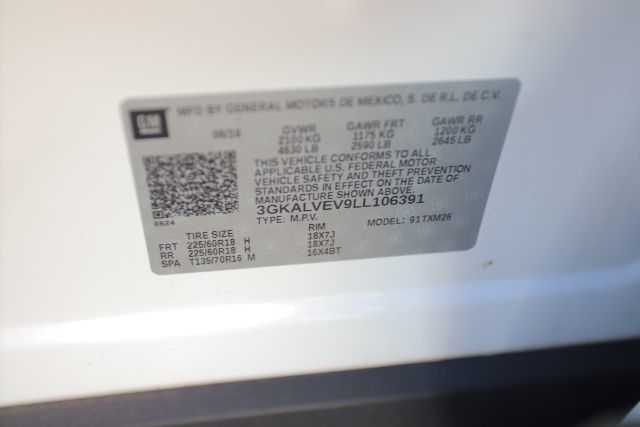 GM MFD BY GENERAL MOTORS DE MEXICO, S. DE R.L. DE C.V.
06/19 GVWR GAWR FRT GAWR RR
2100 KG 1175 KG 1200 KG
4630 LB 2590 LB 2645 LB
THIS VEHICLE CONFORMS TO ALL
APPLICABLE U.S. FEDERAL MOTOR
VEHICLE SAFETY AND THEFT PREVENTION
STANDARDS IN EFFECT ON THE DATE OF
MANUFACTURE SHOWN ABOVE.
3GKALVEV9LL106391
0624 TYPE: M.P.V. MODEL: 91TXM26
TIRE SIZE RIM
FRT 225/60R18 H 18X7J
RR 225/60R18 H 18X7J
SPA T135/70R16 M 16X4BT